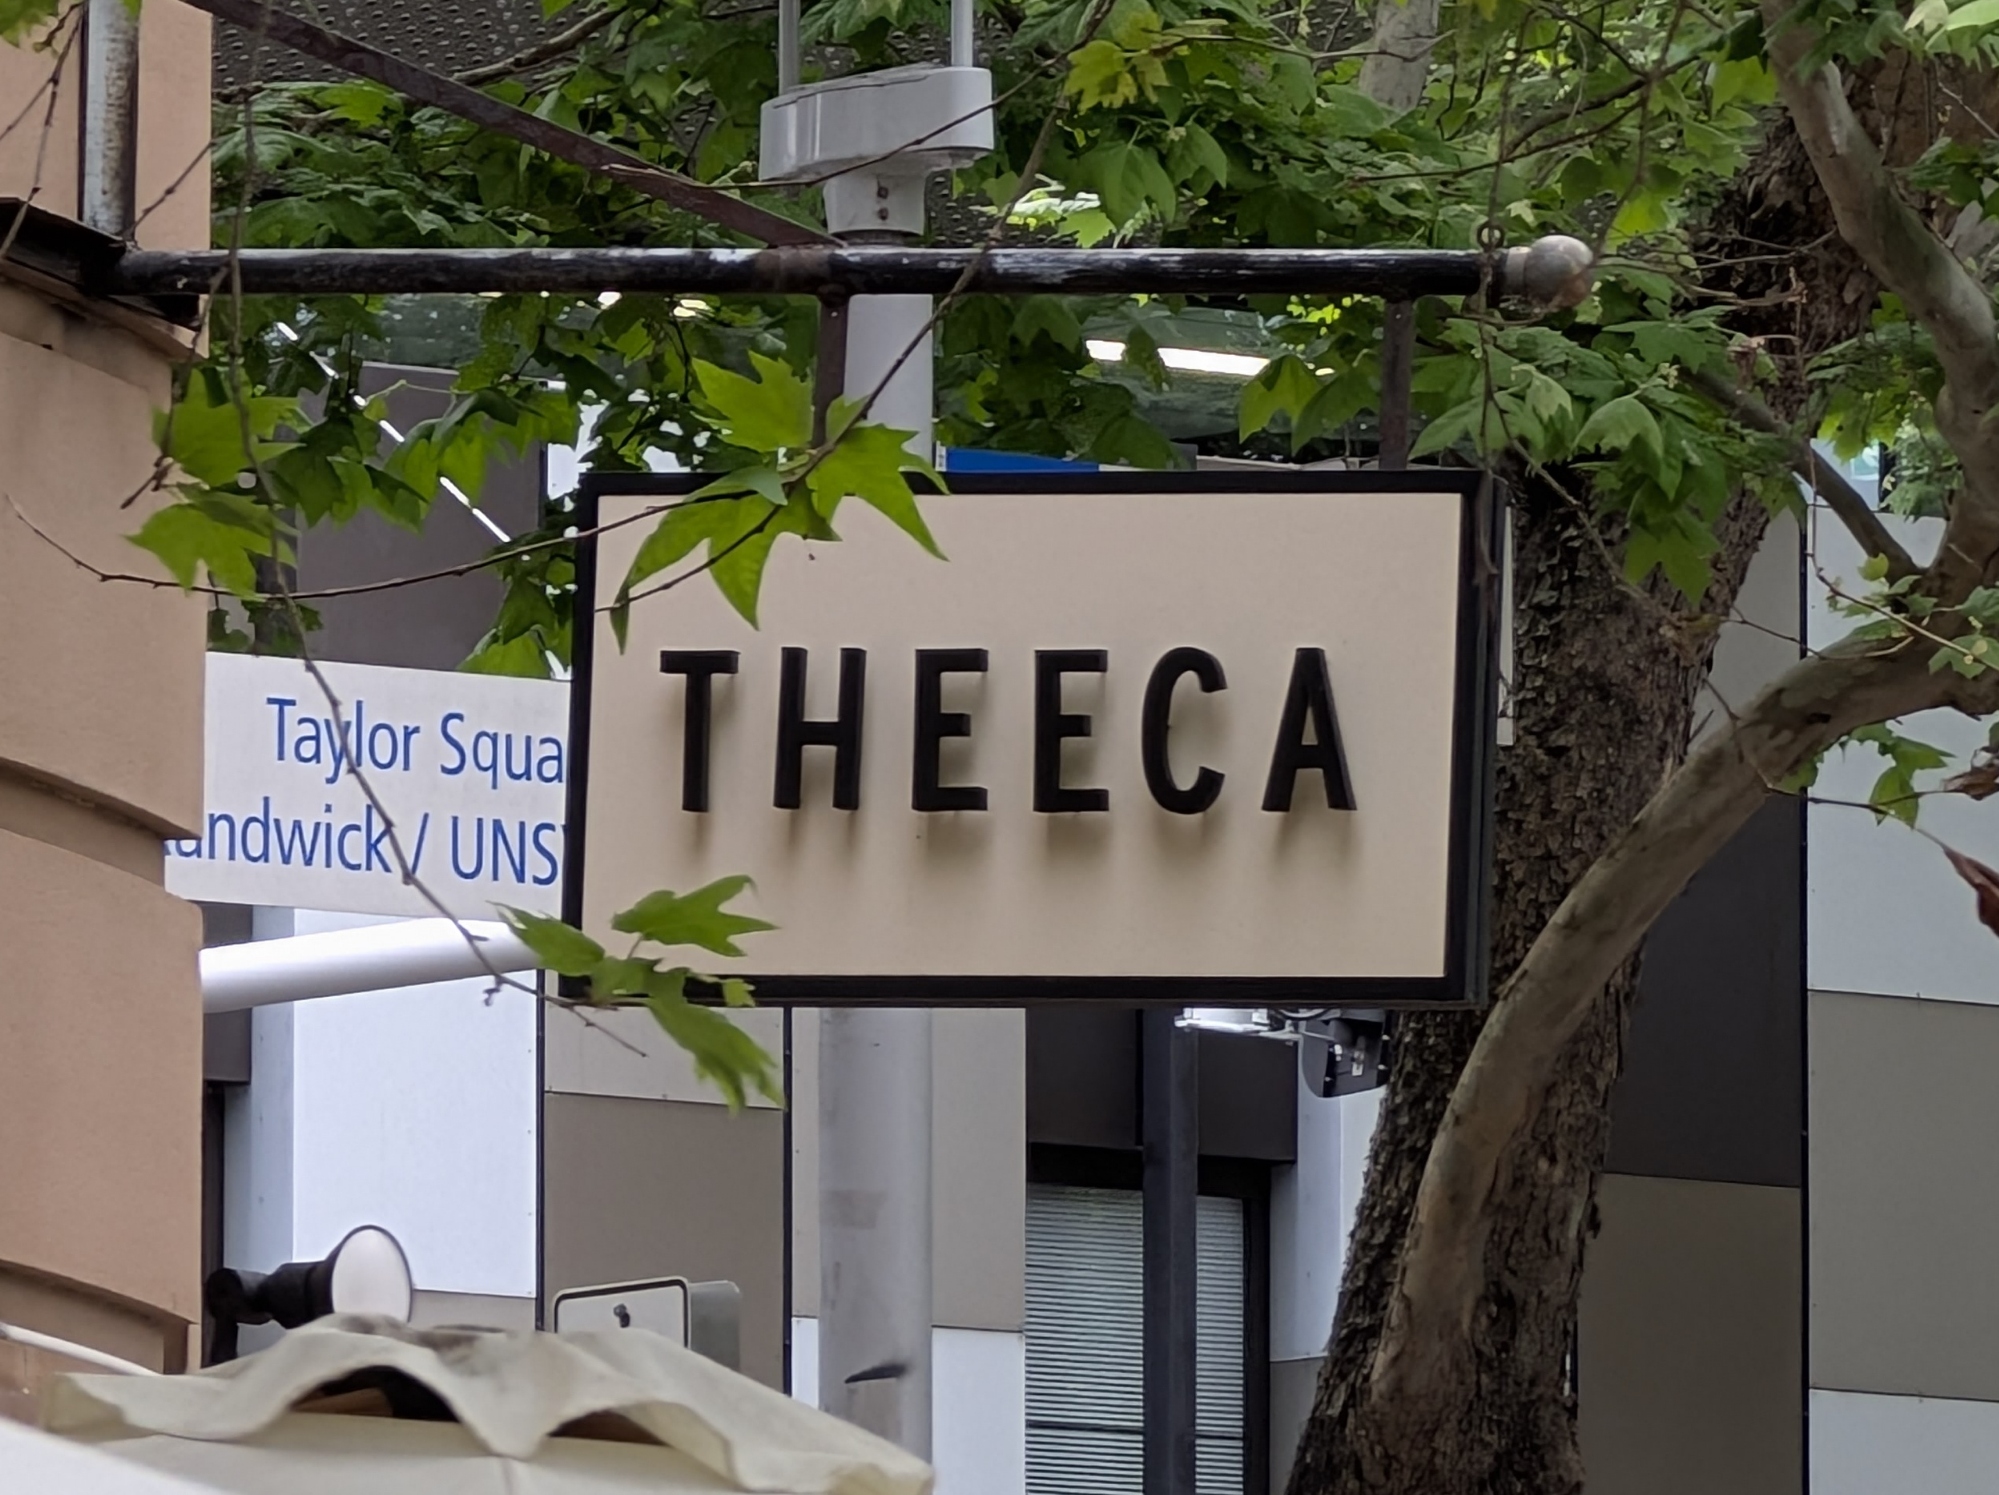 Taylor Squa
andwick / UNS
THEECA